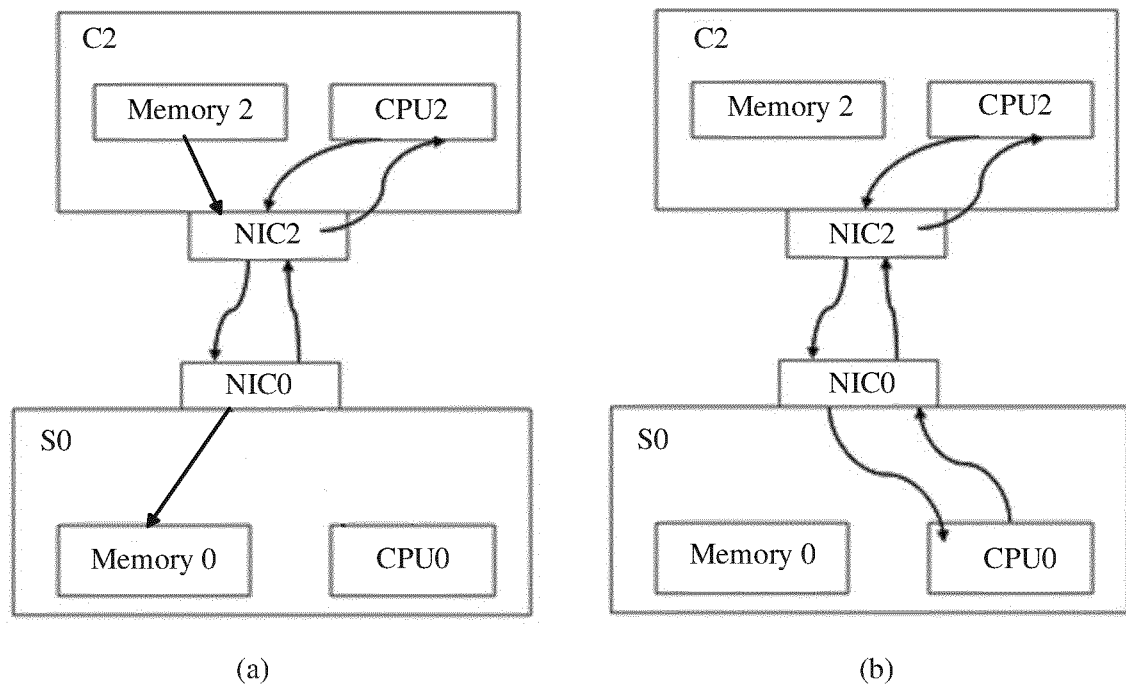 C2
Memory 2
CPU2
NIC2
NIC0
S0
Memory 0
CPU0
(a)
C2
Memory 2
CPU2
NIC2
NIC0
S0
Memory 0
CPU0
(b)